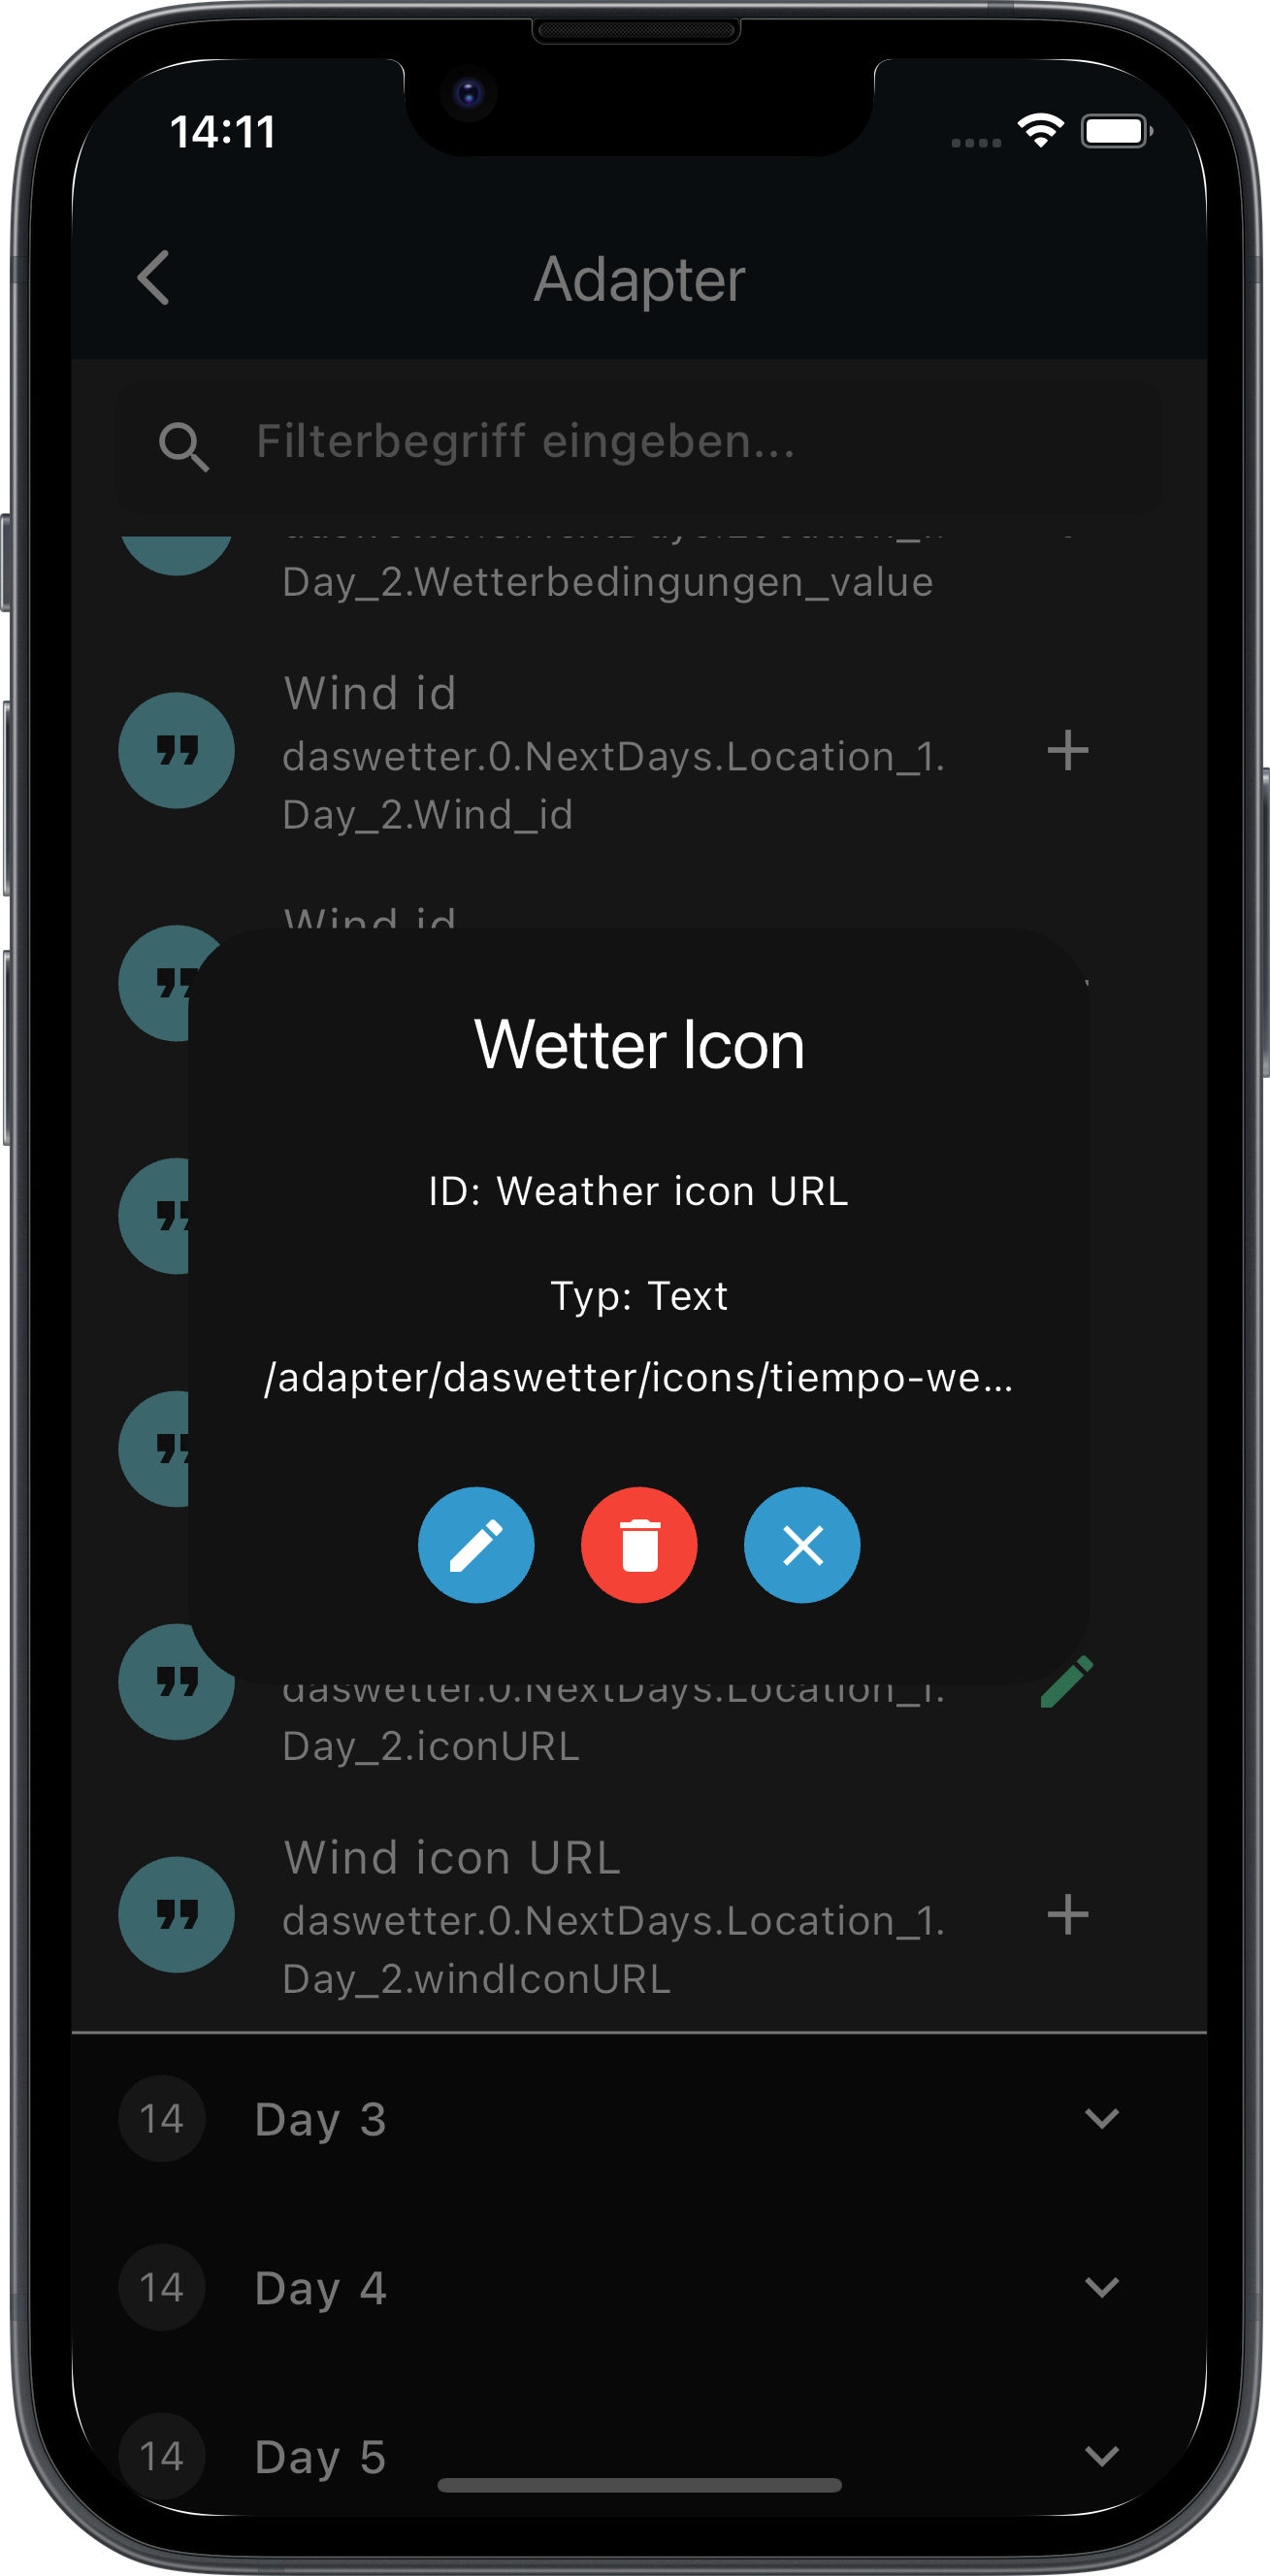 14:11
Adapter
Filterbegriff eingeben...
Day_2.Wetterbedingungen_value
Wind id
daswetter.0.NextDays.Location_1.
Day_2.Wind_id
Wind id
Wetter Icon
ID: Weather icon URL
Typ: Text
/adapter/daswetter/icons/tiempo-we...
daswetter.0.NextDays.Location_1.
Day_2.iconURL
Wind icon URL
daswetter.0.NextDays.Location_1.
Day_2.windIconURL
14 Day 3
14 Day 4
14 Day 5